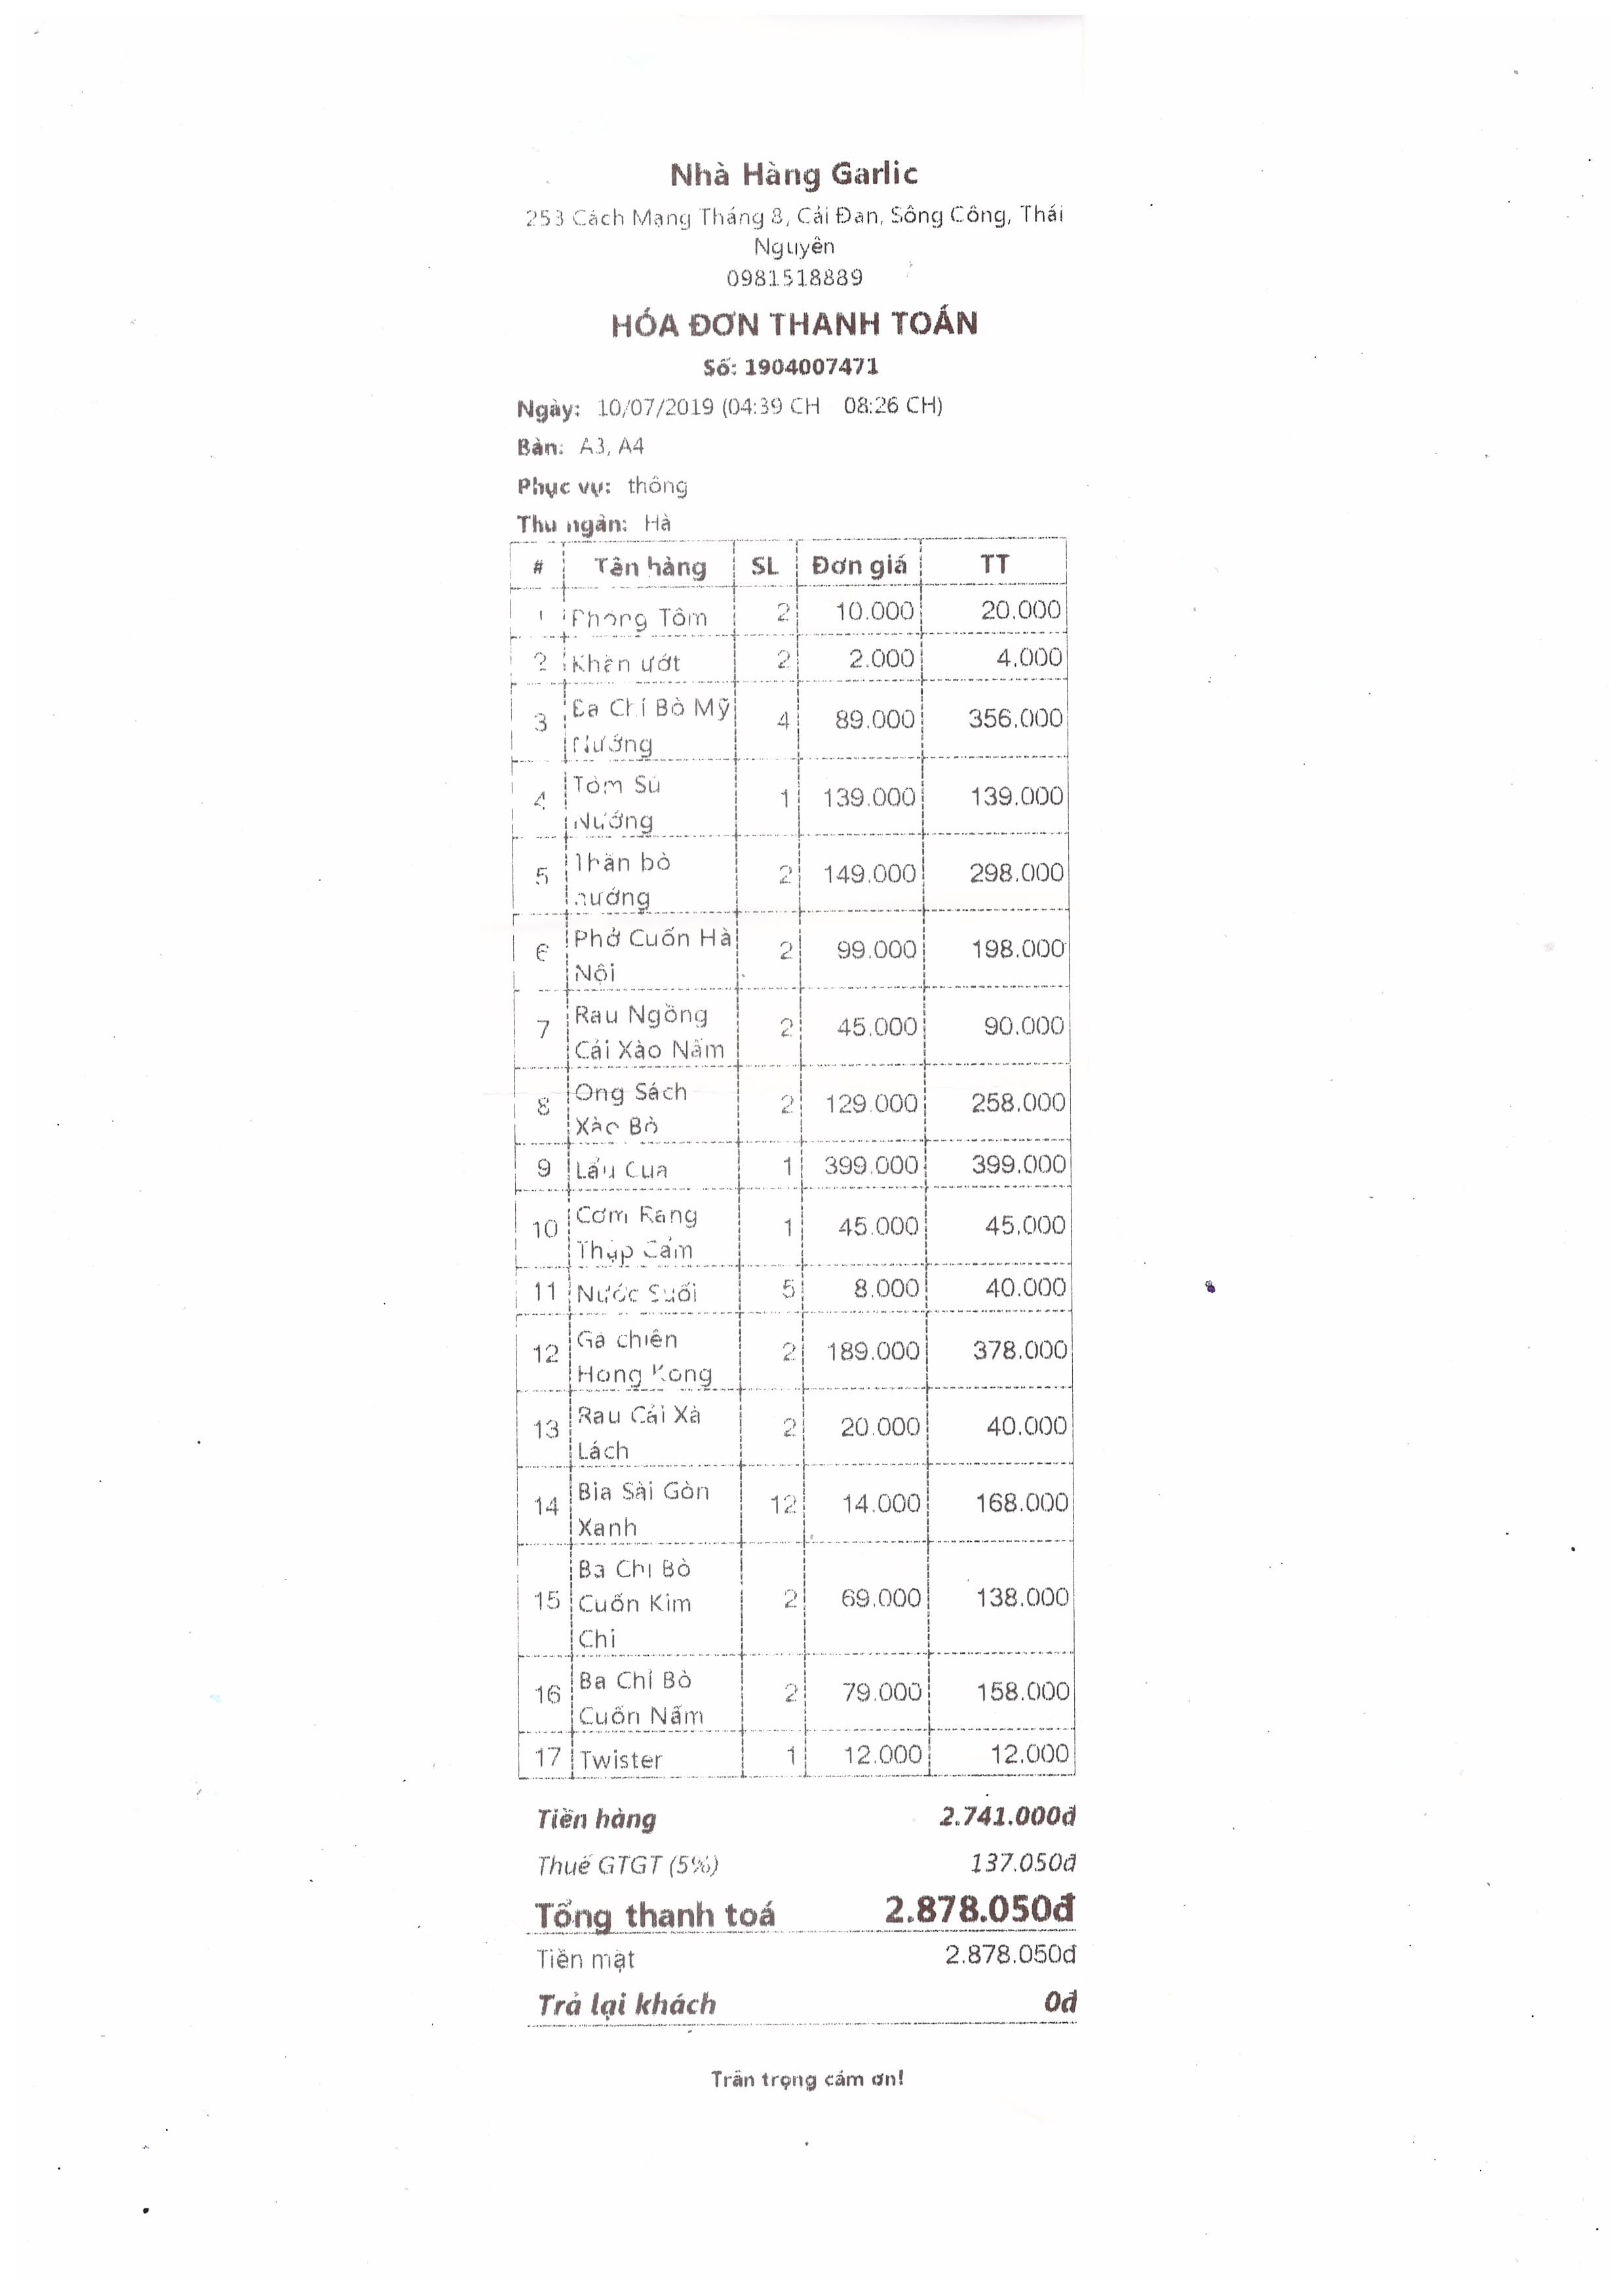 Nhà Hàng Garlic
253 Cách Mạng Tháng 8, Cải Đan, Sông Công, Thái
Nguyên
0981518889
HÓA ĐƠN THANH TOÁN
Số: 1904007471
Ngày: 10/07/2019 (04:39 CH 08:26 CH)
Bàn: A3, A4
Phục vụ: thông
Thu ngân: Hà
# Tên hàng SL Đơn giá TT
1 Phồng Tôm 2 10.000 20.000
2 Khăn ướt 2 2.000 4.000
3 Ba Chỉ Bò Mỹ 4 89.000 356.000
Nướng
4 Tôm Sú 1 139.000 139.000
Nướng
5 Thăn bò 2 149.000 298.000
nướng
6 Phở Cuốn Hà 2 99.000 198.000
Nội
7 Rau Ngồng 2 45.000 90.000
Cải Xào Nấm
8 Ong Sách 2 129.000 258.000
Xào Bò
9 Lẩu Cua 1 399.000 399.000
10 Cơm Rang 1 45.000 45.000
Thập Cẩm
11 Nước Suối 5 8.000 40.000
12 Gà chiên 2 189.000 378.000
Hong Kong
13 Rau Cải Xà 2 20.000 40.000
Lách
14 Bia Sài Gòn 12 14.000 168.000
Xanh
15 Ba Chỉ Bò 2 69.000 138.000
Cuốn Kim
Chi
16 Ba Chỉ Bò 2 79.000 158.000
Cuốn Nấm
17 Twister 1 12.000 12.000
Tiền hàng 2.741.000đ
Thuế GTGT (5%) 137.050đ
Tổng thanh toá 2.878.050đ
Tiền mặt 2.878.050đ
Trả lại khách 0đ
Trân trọng cảm ơn!